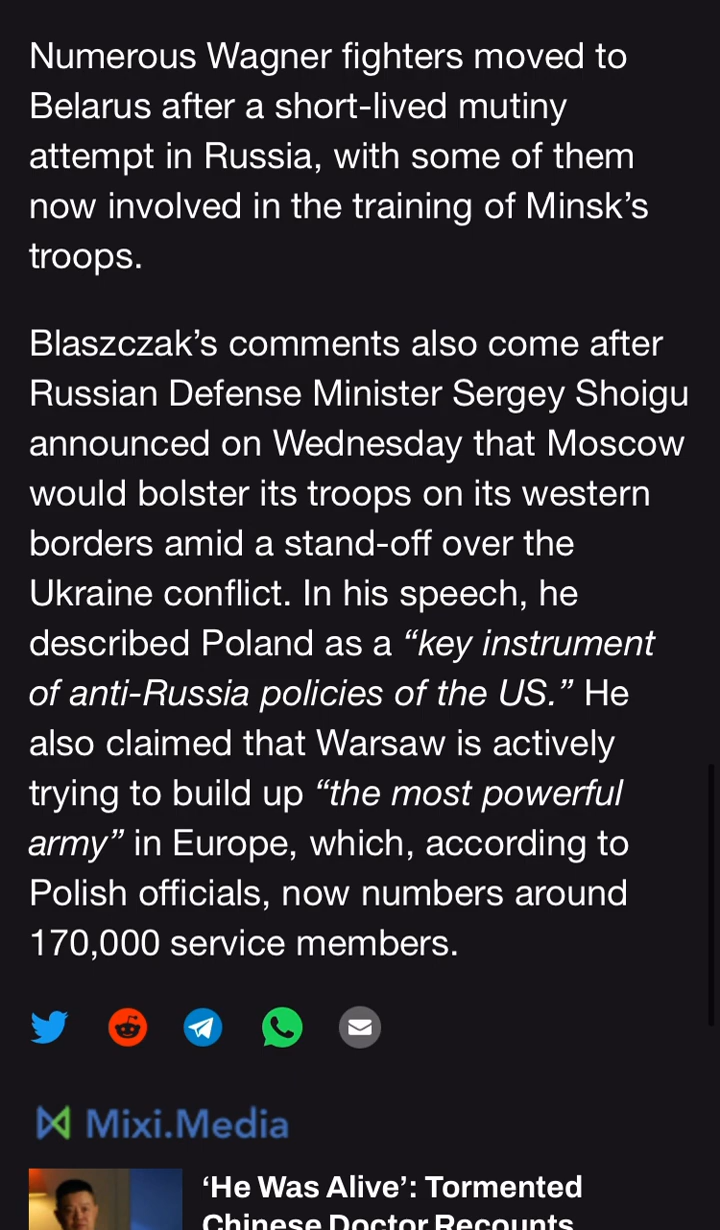 Numerous Wagner fighters moved to
Belarus after a short-lived mutiny
attempt in Russia, with some of them
now involved in the training of Minsk’s
troops.
Blaszczak’s comments also come after
Russian Defense Minister Sergey Shoigu
announced on Wednesday that Moscow
would bolster its troops on its western
borders amid a stand-off over the
Ukraine conflict. In his speech, he
described Poland as a “key instrument
of anti-Russia policies of the US.” He
also claimed that Warsaw is actively
trying to build up “the most powerful
army” in Europe, which, according to
Polish officials, now numbers around
170,000 service members.
Mixi.Media
‘He Was Alive’: Tormented
Chinese Doctor Recounts